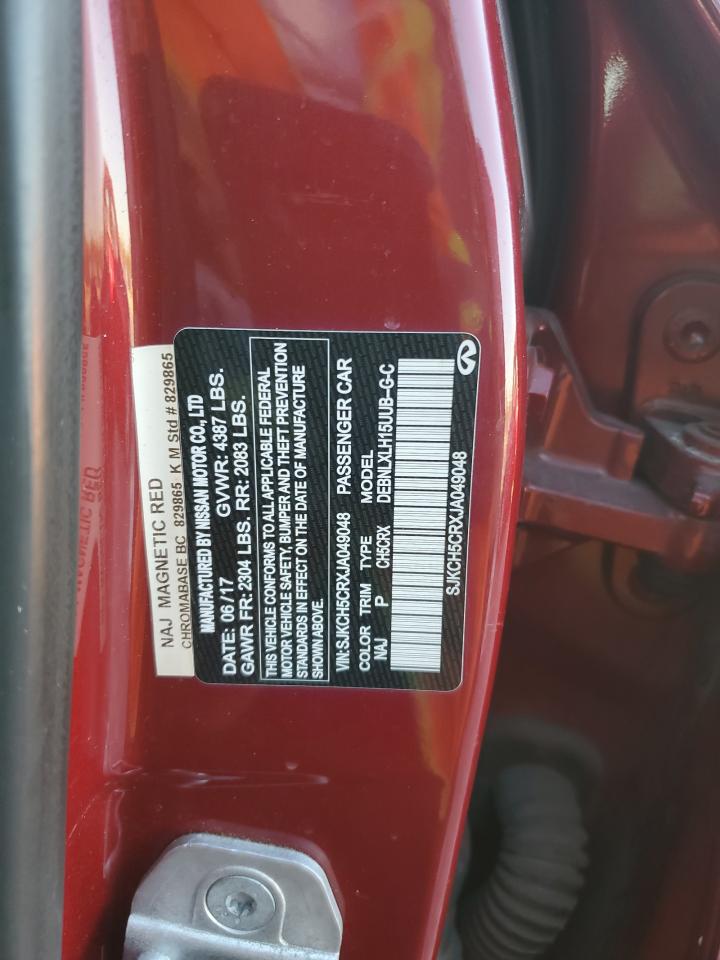 NAJ MAGNETIC RED
CHROMABASE BC 829865 K M Std # 829865
MANUFACTURED BY NISSAN MOTOR CO., LTD
DATE: 06/17 GVWR: 4387 LBS.
GAWR FR: 2304 LBS. RR: 2083 LBS.
THIS VEHICLE CONFORMS TO ALL APPLICABLE FEDERAL
MOTOR VEHICLE SAFETY, BUMPER AND THEFT PREVENTION
STANDARDS IN EFFECT ON THE DATE OF MANUFACTURE
SHOWN ABOVE.
VIN: SJKCH5CRXJA049048 PASSENGER CAR
COLOR TRIM TYPE MODEL
NAJ P CH5CRX DEBNLXLH15UUB-G-C
SJKCH5CRXJA049048